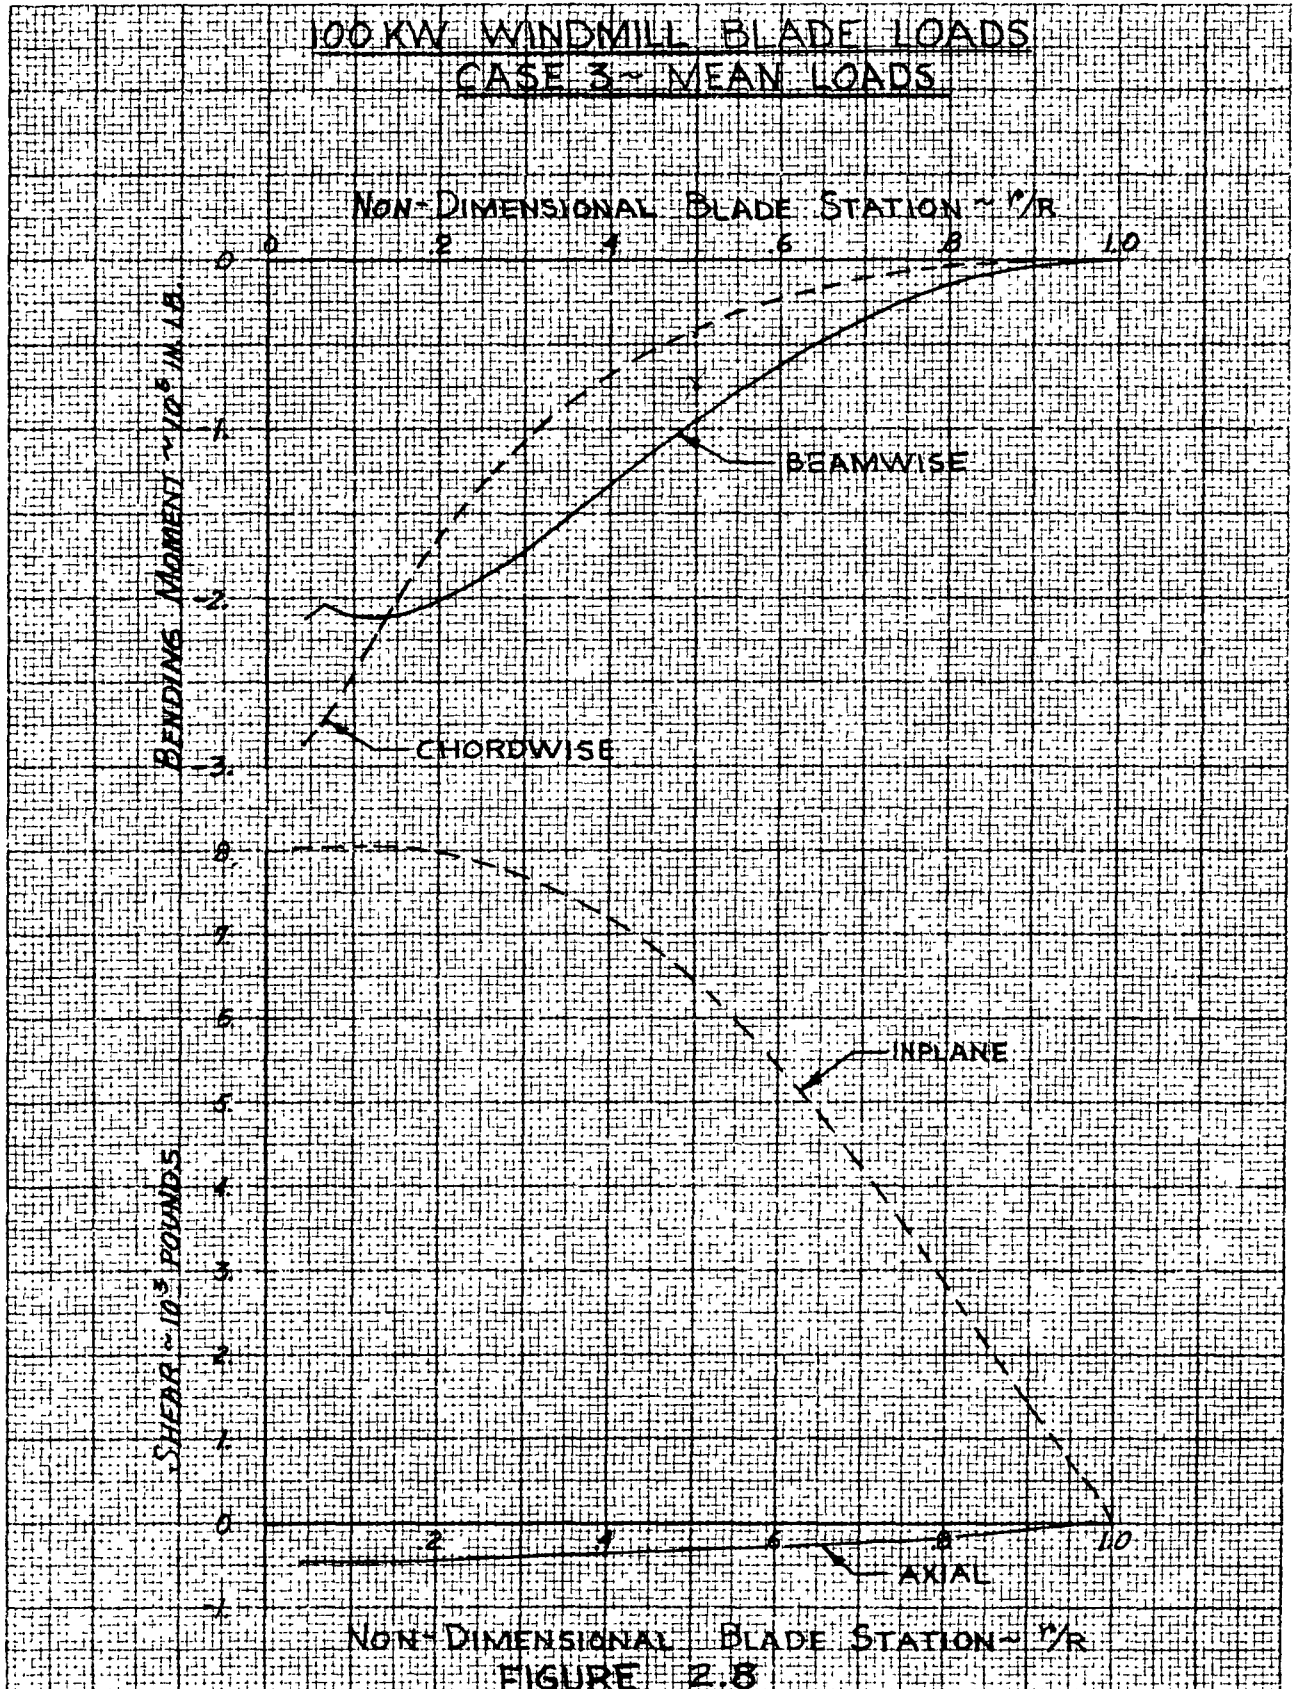 100 KW WINDMILL BLADE LOADS
CASE 3 ~ MEAN LOADS
NON-DIMENSIONAL BLADE STATION ~ r/R
0 .2 .4 .6 .8 1.0
0
-1.
-2.
-3.
BENDING MOMENT ~ 10⁵ IN. LB.
BEAMWISE
CHORDWISE
8.
7.
6.
5.
4.
3.
2.
1.
0
-1.
SHEAR ~ 10³ POUNDS
INPLANE
.2 .4 .6 .8 1.0
AXIAL
NON-DIMENSIONAL BLADE STATION ~ r/R
FIGURE 2.8